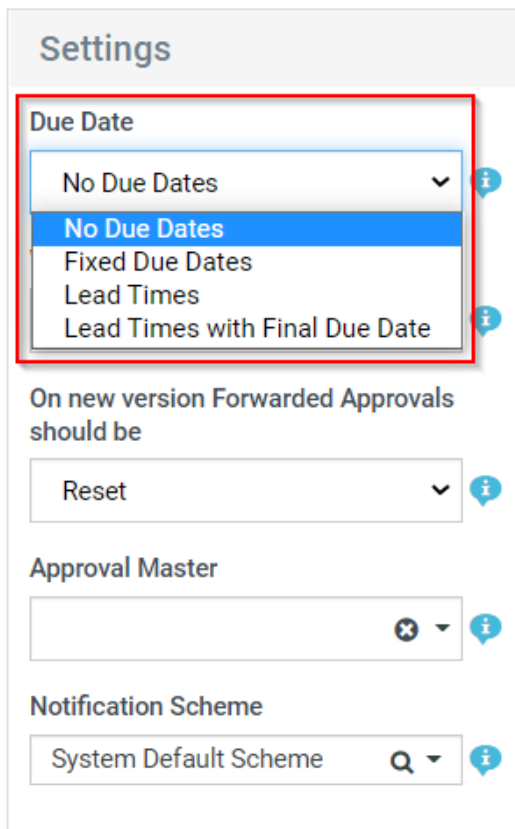 Settings
Due Date
No Due Dates
No Due Dates
Fixed Due Dates
Lead Times
Lead Times with Final Due Date
On new version Forwarded Approvals
should be
Reset
Approval Master
Notification Scheme
System Default Scheme